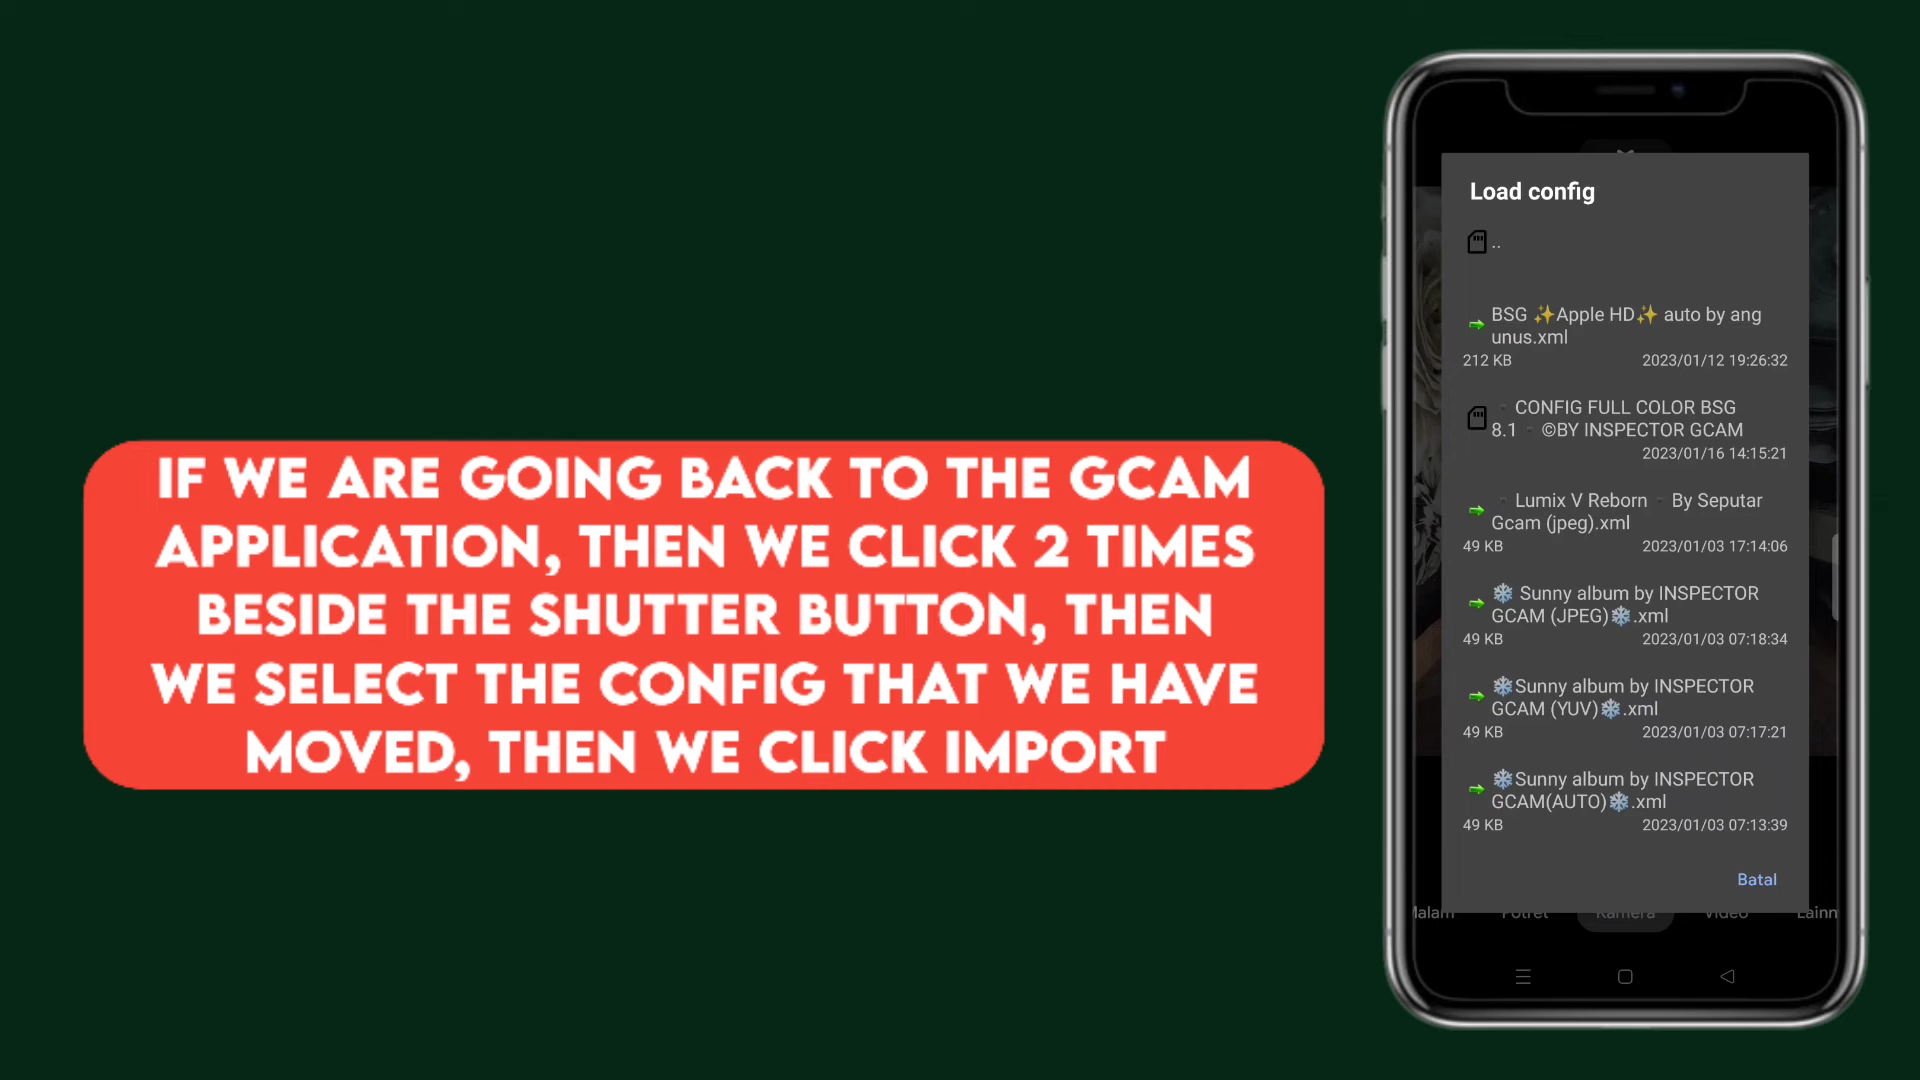 IF WE ARE GOING BACK TO THE GCAM
APPLICATION, THEN WE CLICK 2 TIMES
BESIDE THE SHUTTER BUTTON, THEN
WE SELECT THE CONFIG THAT WE HAVE
MOVED, THEN WE CLICK IMPORT
Load config
..
BSG ✨Apple HD✨ auto by ang
unus.xml
212 KB 2023/01/12 19:26:32
CONFIG FULL COLOR BSG
8.1 ©BY INSPECTOR GCAM
2023/01/16 14:15:21
Lumix V Reborn By Seputar
Gcam (jpeg).xml
49 KB 2023/01/03 17:14:06
❄️ Sunny album by INSPECTOR
GCAM (JPEG)❄️.xml
49 KB 2023/01/03 07:18:34
❄️Sunny album by INSPECTOR
GCAM (YUV)❄️.xml
49 KB 2023/01/03 07:17:21
❄️Sunny album by INSPECTOR
GCAM(AUTO)❄️.xml
49 KB 2023/01/03 07:13:39
Batal
Potret Kamera Video